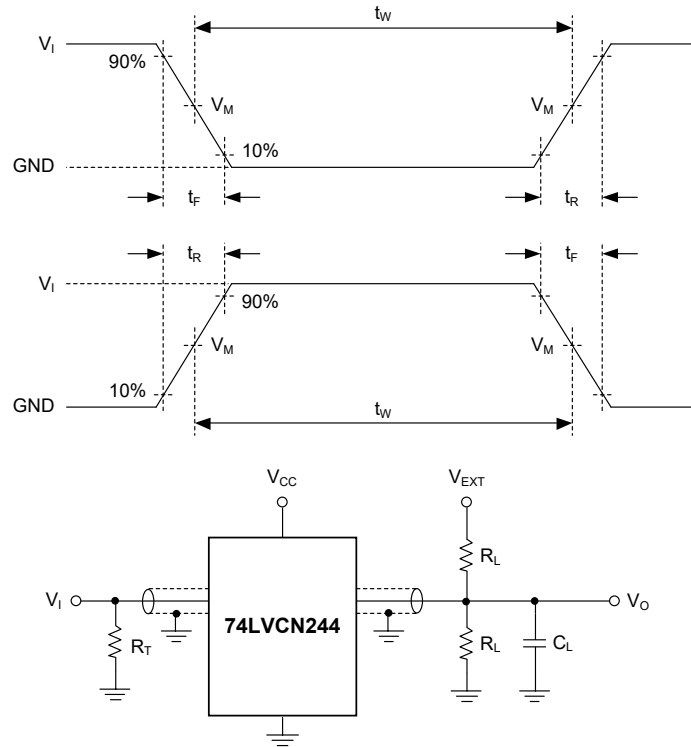 t_W
V_I
90%
V_M V_M
10%
GND
t_F t_R
t_R t_F
V_I
90%
V_M V_M
10%
GND
t_W
V_CC V_EXT
R_L
V_I 74LVCN244 V_O
R_T R_L C_L